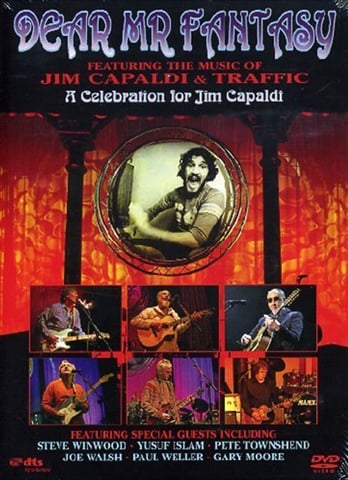 DEAR MR FANTASY
FEATURING THE MUSIC OF
JIM CAPALDI & TRAFFIC
A Celebration for Jim Capaldi
FEATURING SPECIAL GUESTS INCLUDING
STEVE WINWOOD · YUSUF ISLAM · PETE TOWNSHEND
JOE WALSH · PAUL WELLER · GARY MOORE
dts
DVD
VIDEO